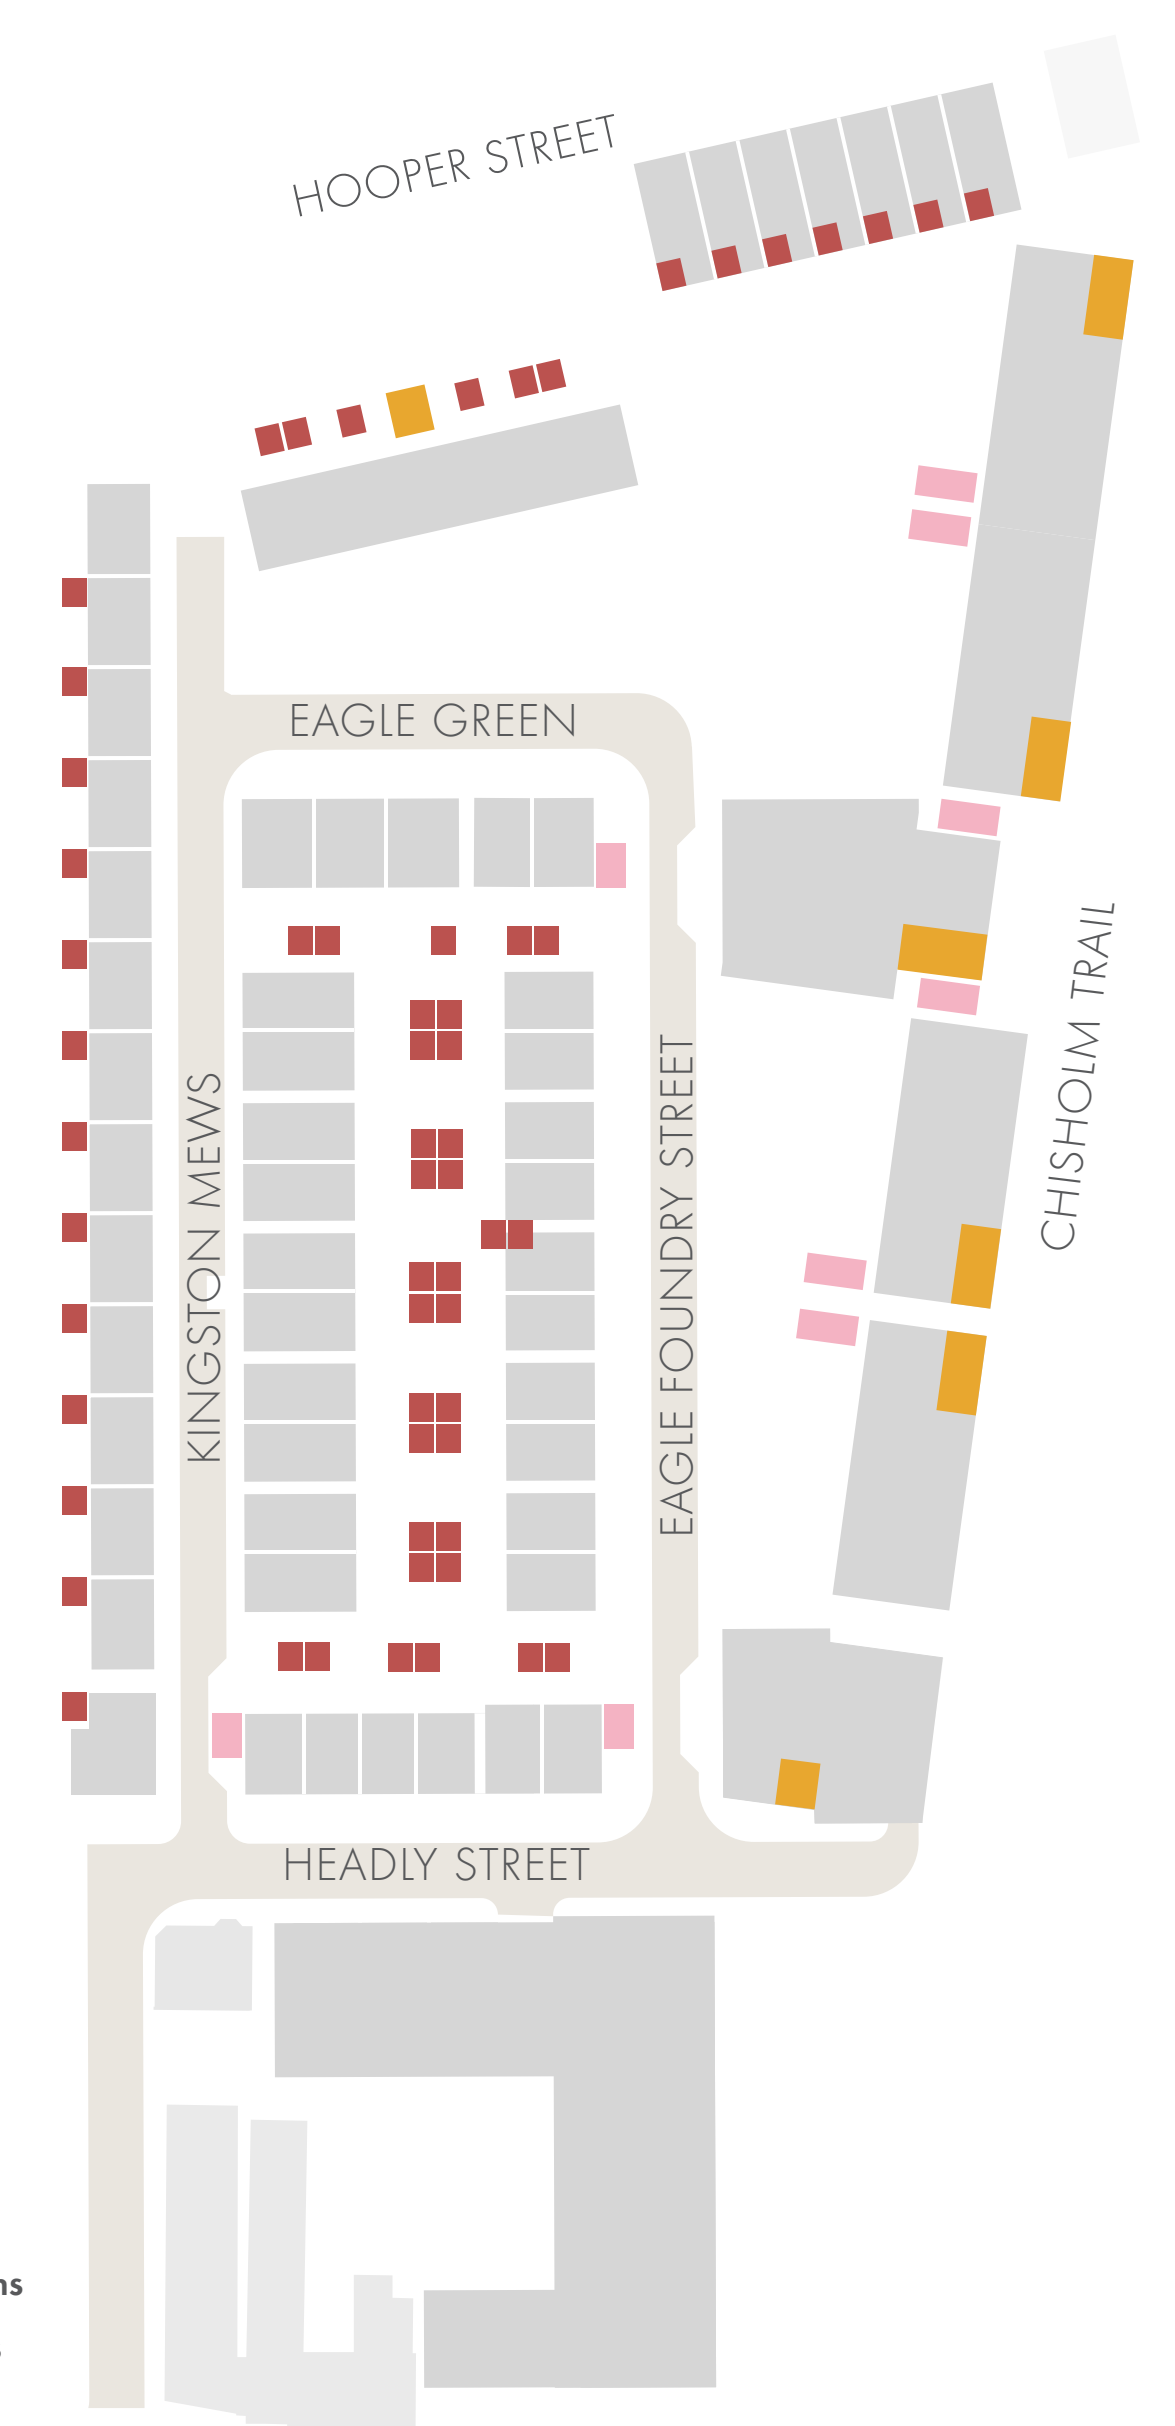 HOOPER STREET
EAGLE GREEN
CHISHOLM TRAIL
KINGSTON MEWS
EAGLE FOUNDRY STREET
HEADLY STREET